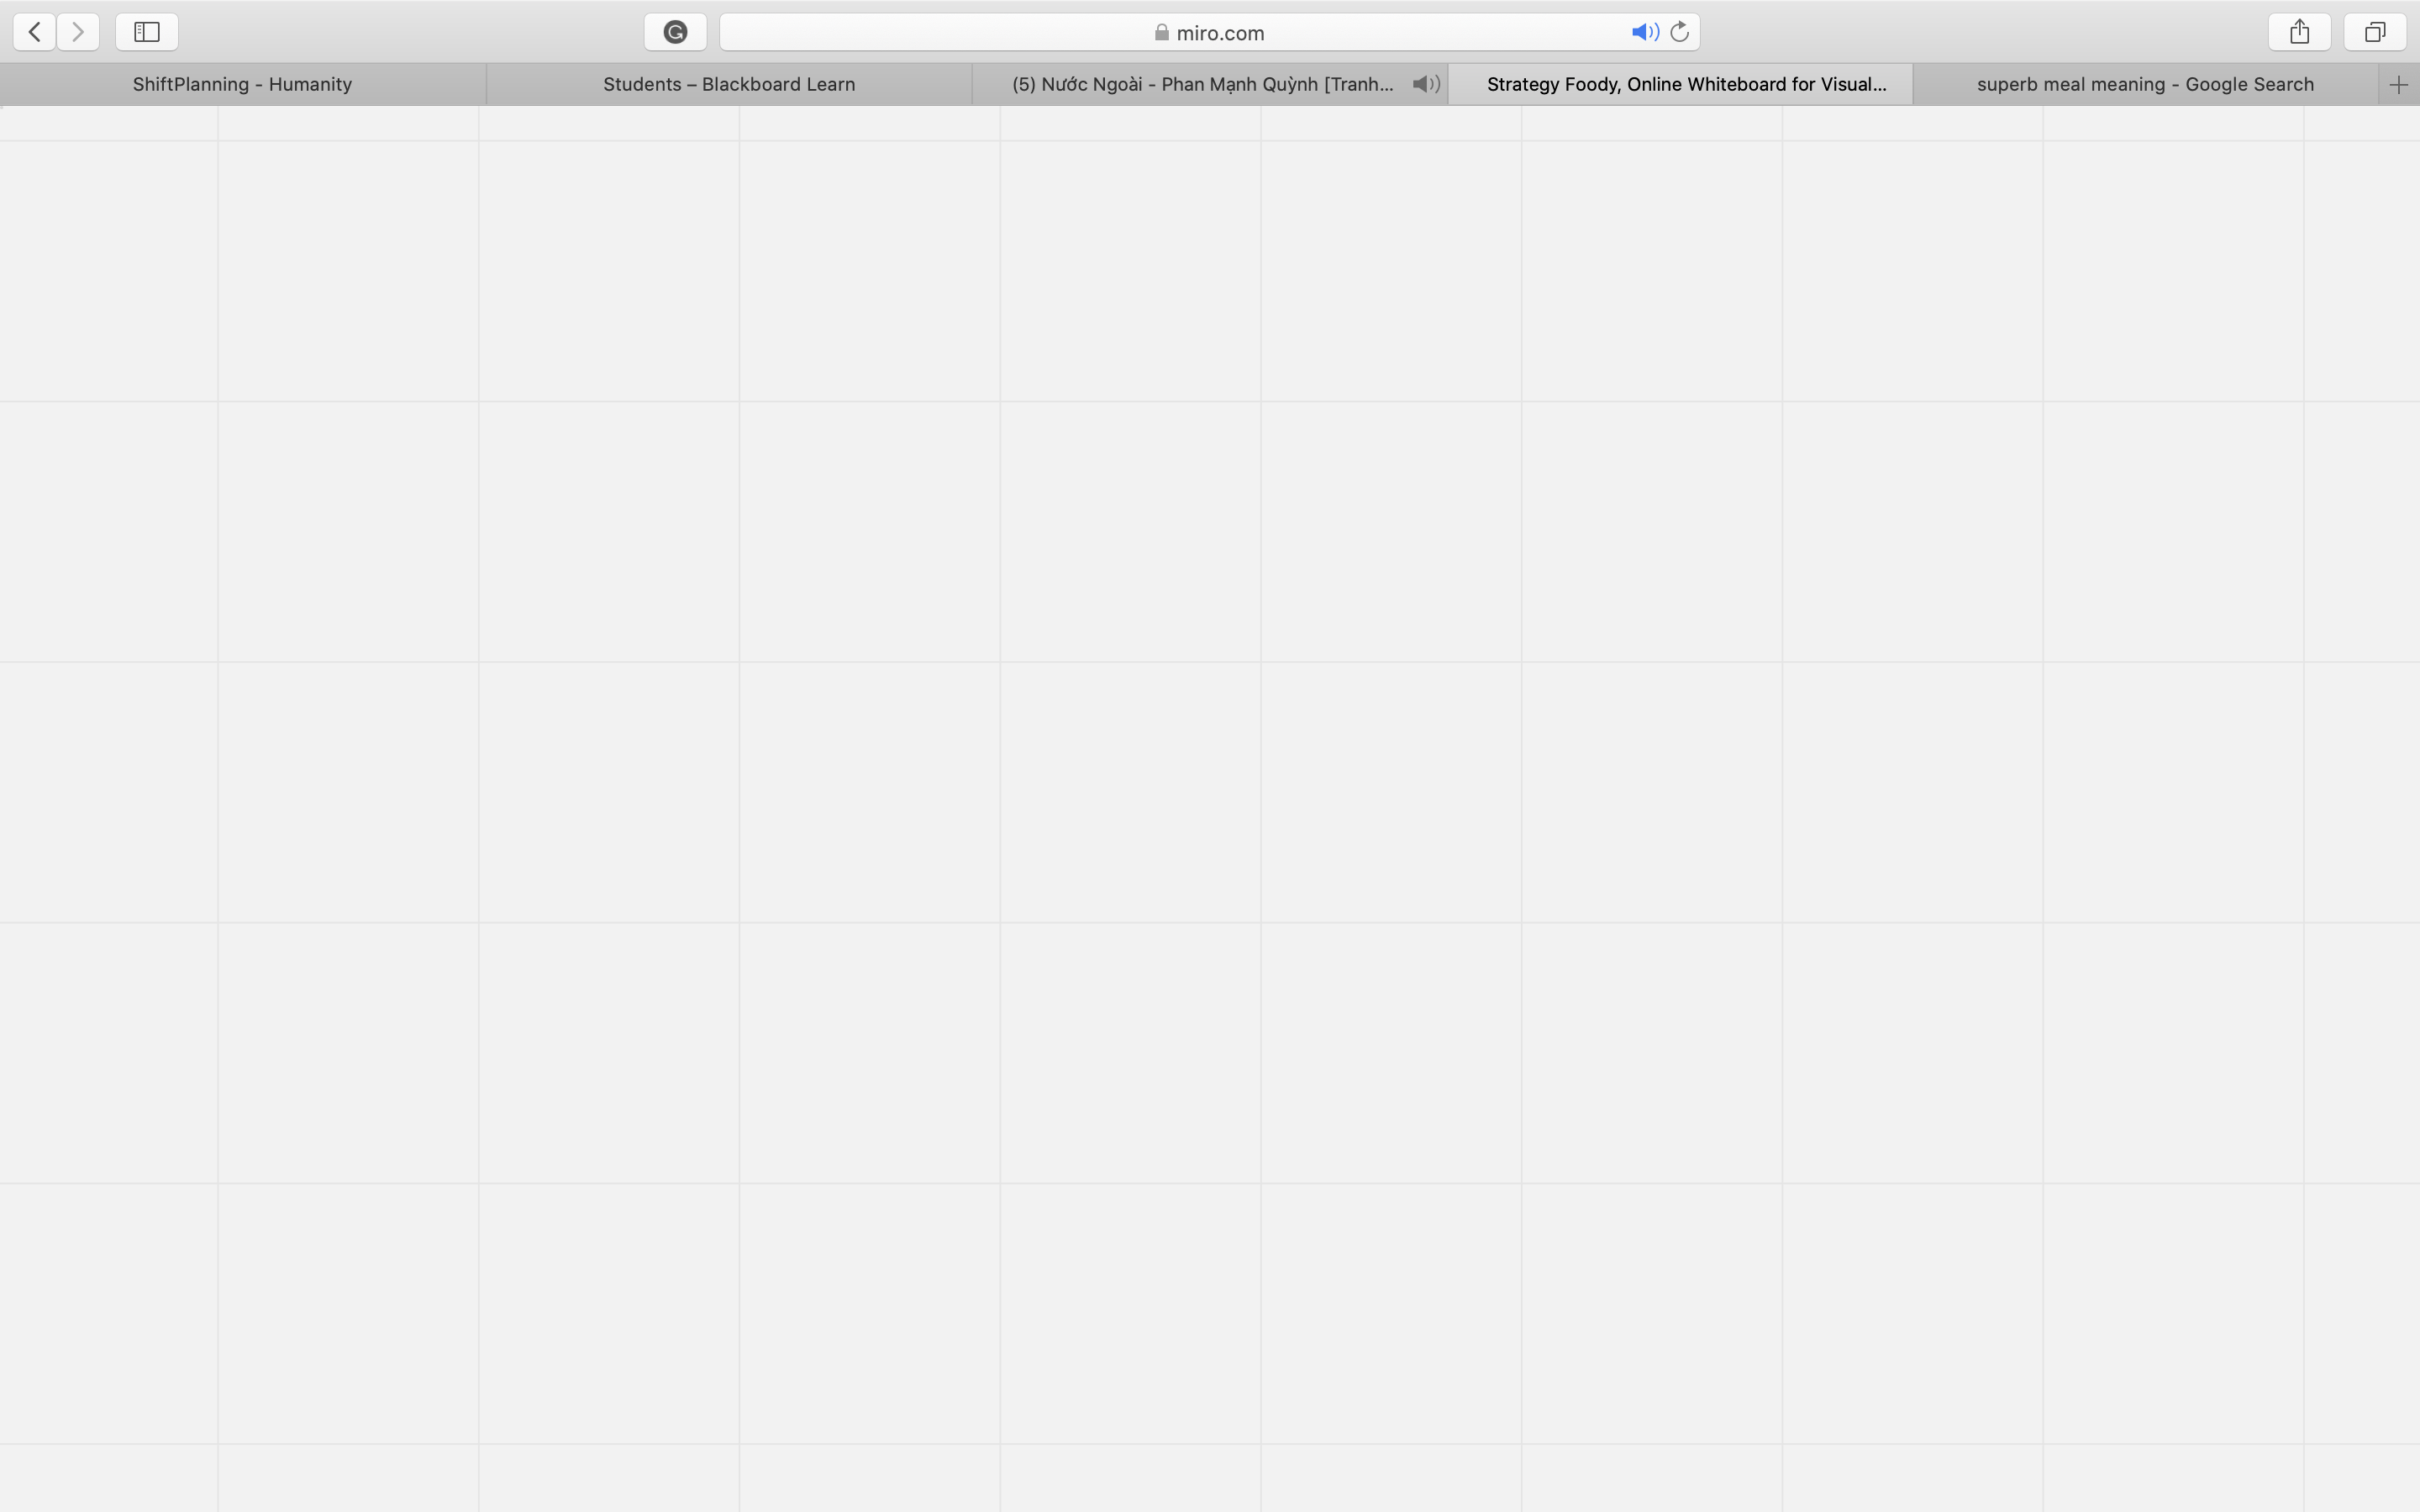 miro.com
ShiftPlanning - Humanity
Students – Blackboard Learn
(5) Nước Ngoài - Phan Mạnh Quỳnh [Tranh...
Strategy Foody, Online Whiteboard for Visual...
superb meal meaning - Google Search